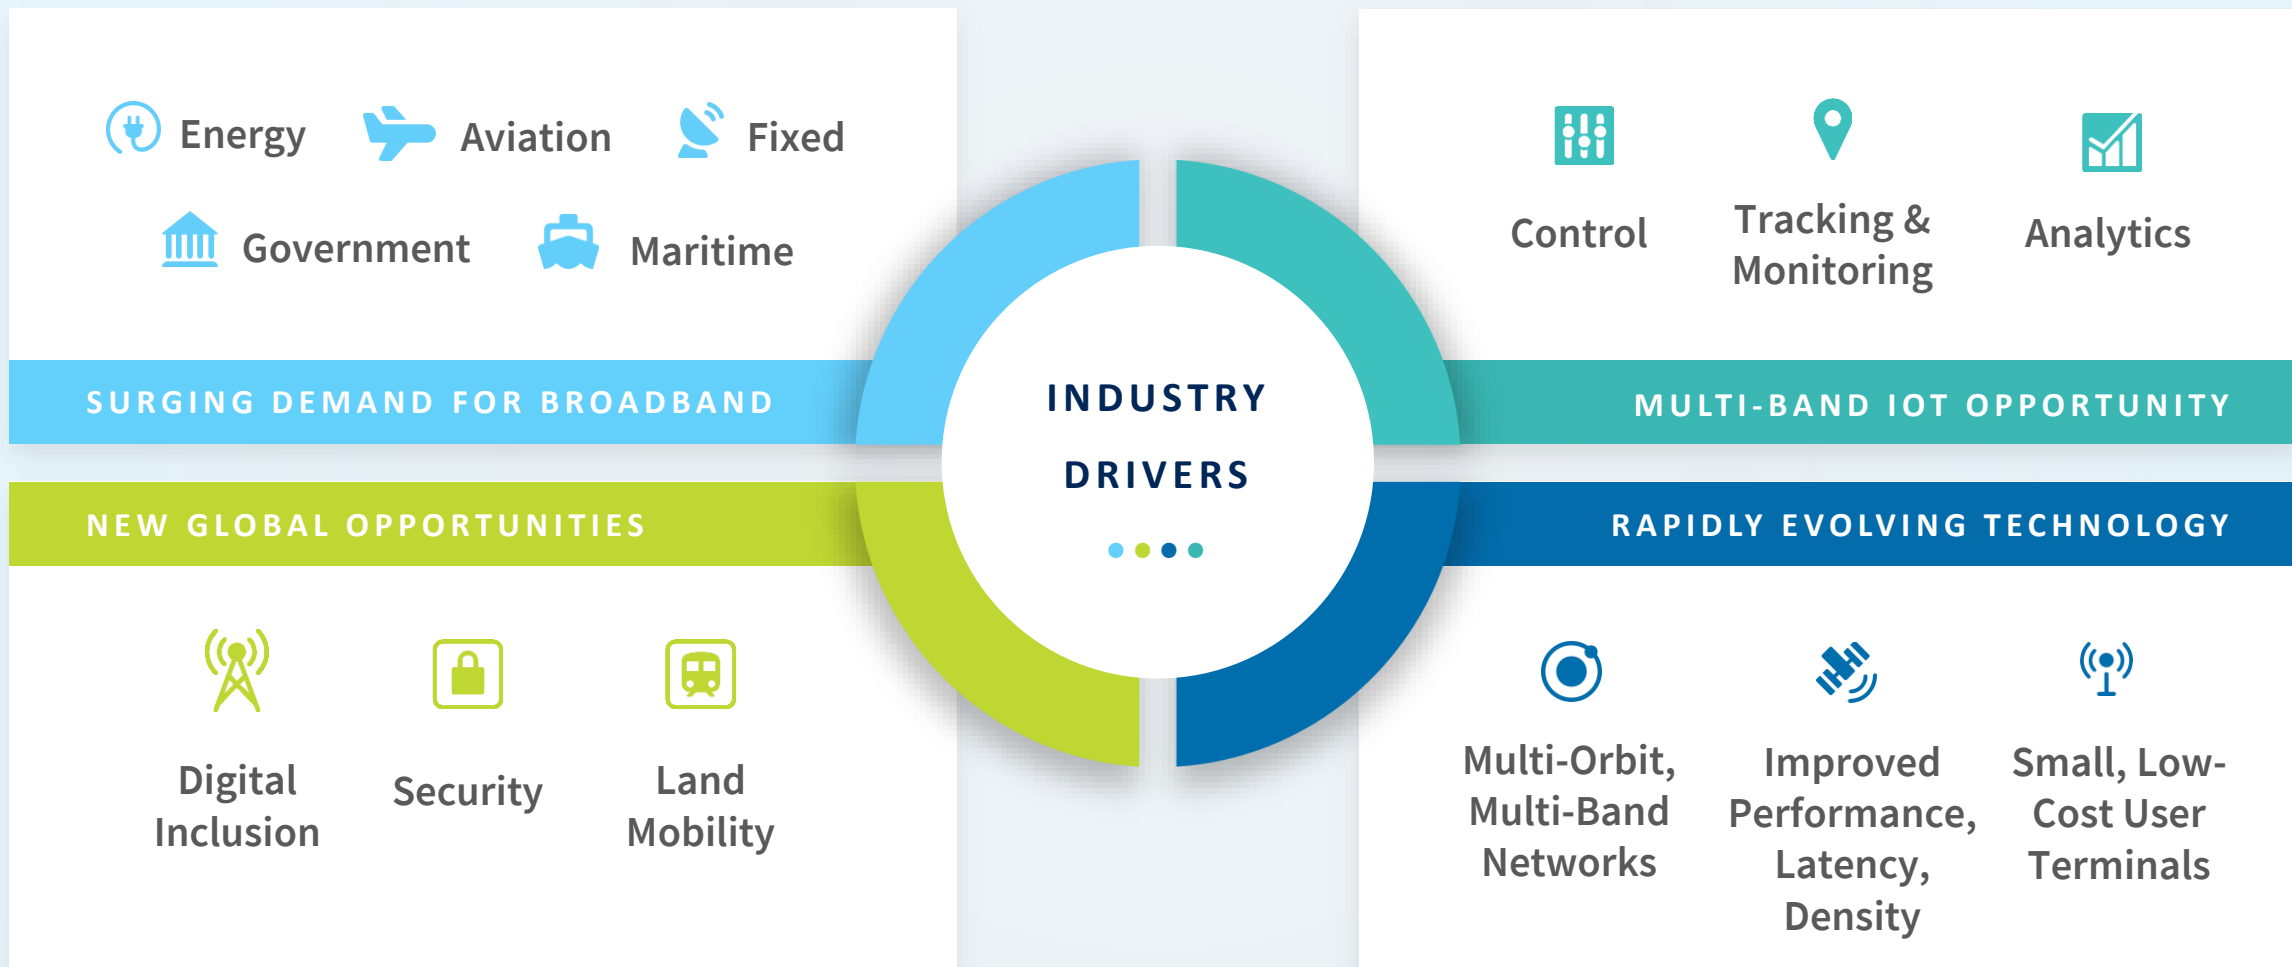 Energy
Aviation
Fixed
Government
Maritime
SURGING DEMAND FOR BROADBAND
Control
Tracking &
Monitoring
Analytics
MULTI-BAND IOT OPPORTUNITY
INDUSTRY
DRIVERS
NEW GLOBAL OPPORTUNITIES
Digital
Inclusion
Security
Land
Mobility
RAPIDLY EVOLVING TECHNOLOGY
Multi-Orbit,
Multi-Band
Networks
Improved
Performance,
Latency,
Density
Small, Low-
Cost User
Terminals